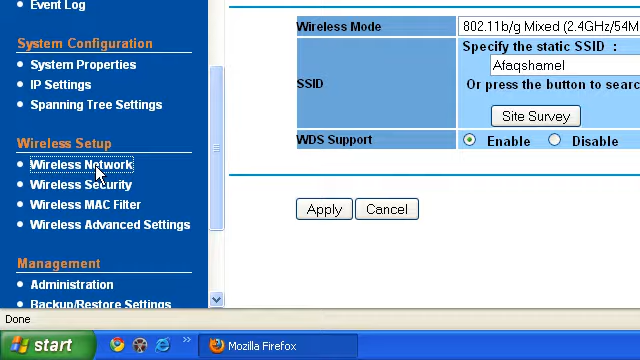 Event Log
System Configuration
System Properties
IP Settings
Spanning Tree Settings
Wireless Setup
Wireless Network
Wireless Security
Wireless MAC Filter
Wireless Advanced Settings
Management
Administration
Backup/Restore Settings
Wireless Mode
802.11b/g Mixed (2.4GHz/54M
SSID
Specify the static SSID :
Afaqshamel
Or press the button to searc
Site Survey
WDS Support
Enable
Disable
Apply
Cancel
Done
start
»
Mozilla Firefox